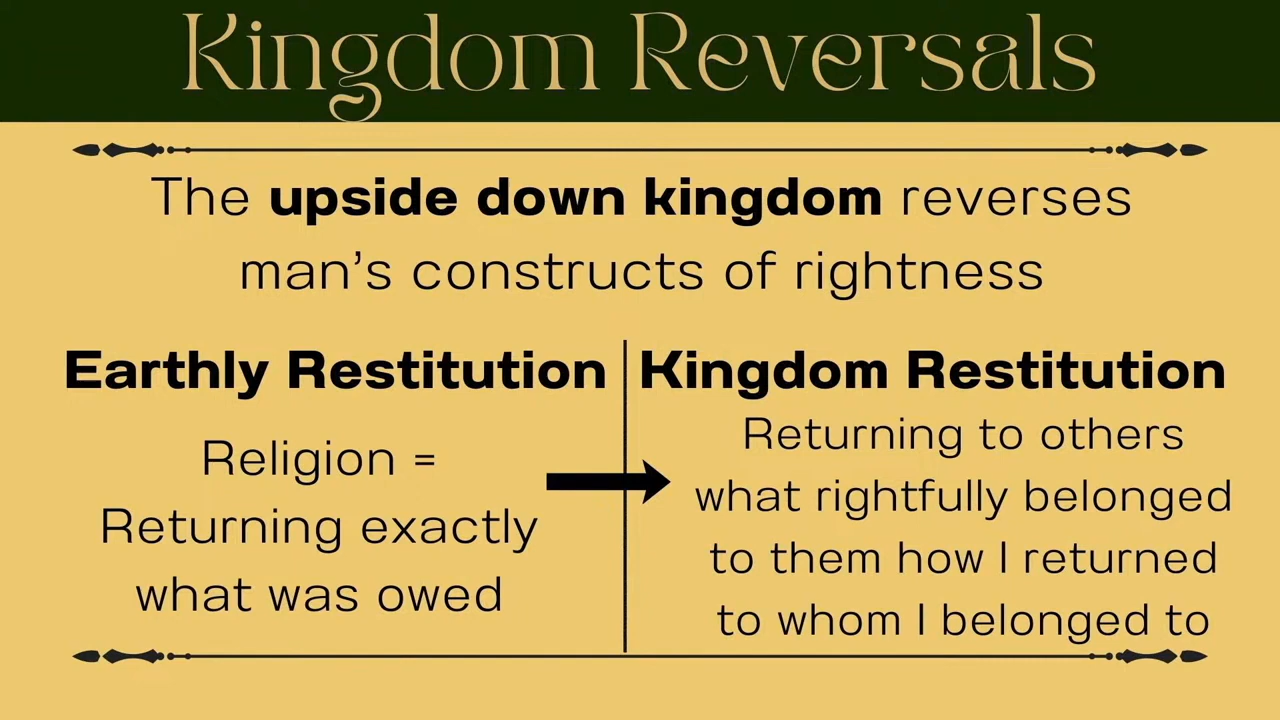 Kingdom Reversals
The upside down kingdom reverses
man's constructs of rightness
Earthly Restitution
Religion =
Returning exactly
what was owed
Kingdom Restitution
Returning to others
what rightfully belonged
to them how I returned
to whom I belonged to